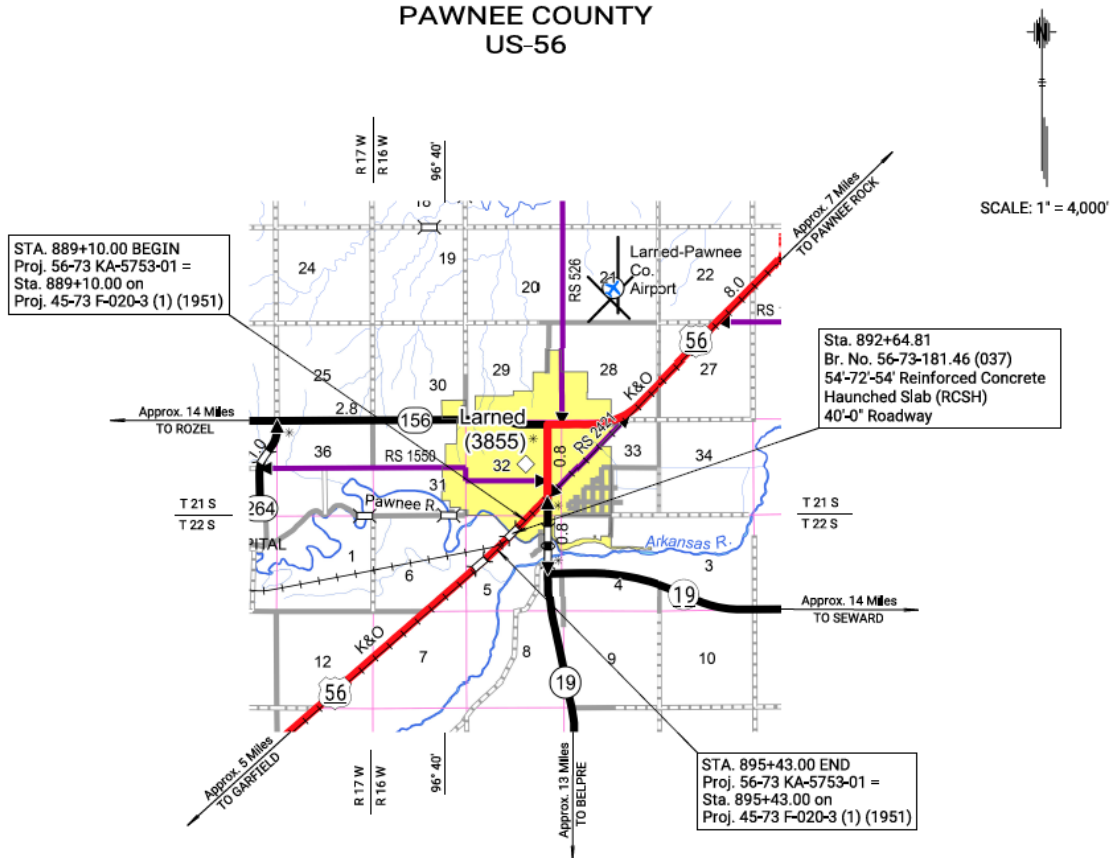 PAWNEE COUNTY
US-56
N
SCALE: 1" = 4,000'
R 17 W
R 16 W
96° 40'
Approx. 7 Miles
TO PAWNEE ROCK
STA. 889+10.00 BEGIN
Proj. 56-73 KA-5753-01 =
Sta. 889+10.00 on
Proj. 45-73 F-020-3 (1) (1951)
18
24
19
20
21
22
RS 526
Larned-Pawnee
Co.
Airport
8.0
RS
56
Sta. 892+64.81
Br. No. 56-73-181.46 (037)
54'-72'-54' Reinforced Concrete
Haunched Slab (RCSH)
40'-0" Roadway
25
30
29
28
27
K&O
Approx. 14 Miles
TO ROZEL
2.8
156
Larned
(3855)
RS 2421
0.8
1.0
36
RS 1550
31
32
33
34
264
T 21 S
T 22 S
Pawnee R.
T 21 S
T 22 S
PITAL
0.8
Arkansas R.
1
6
5
4
3
19
Approx. 14 Miles
TO SEWARD
K&O
12
7
8
9
10
56
19
Approx. 5 Miles
TO GARFIELD
R 17 W
R 16 W
96° 40'
Approx. 13 Miles
TO BELPRE
STA. 895+43.00 END
Proj. 56-73 KA-5753-01 =
Sta. 895+43.00 on
Proj. 45-73 F-020-3 (1) (1951)